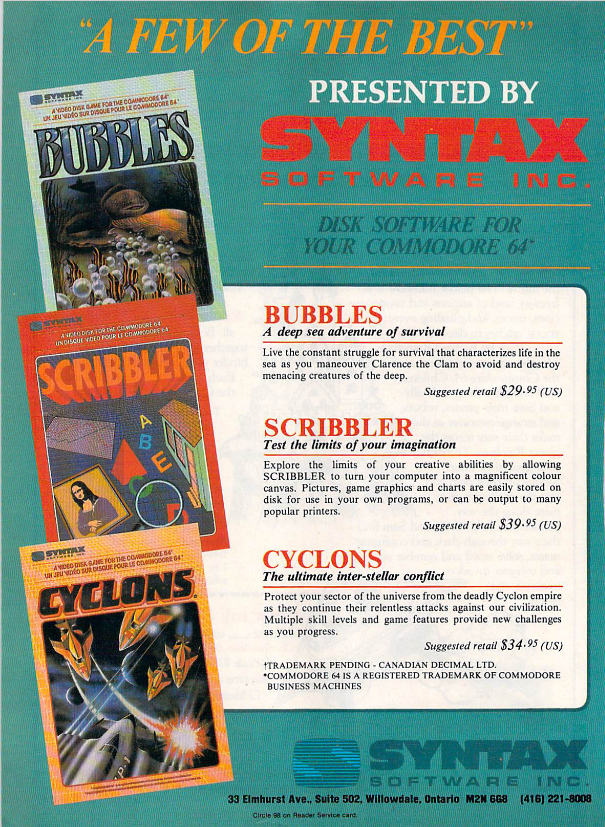 "A FEW OF THE BEST"
PRESENTED BY
SYNTAX
SOFTWARE INC.
DISK SOFTWARE FOR
YOUR COMMODORE 64*
SYNTAX
SOFTWARE INC.
A VIDEO DISK GAME FOR THE COMMODORE 64*
UN JEU VIDÉO SUR DISQUE POUR LE COMMODORE 64*
BUBBLES
SYNTAX
A VIDEO DISK FOR THE COMMODORE 64*
UN DISQUE VIDÉO POUR LE COMMODORE 64*
SCRIBBLER
A
B
E
SYNTAX
A VIDEO DISK GAME FOR THE COMMODORE 64*
UN JEU VIDÉO SUR DISQUE POUR LE COMMODORE 64*
CYCLONS
BUBBLES
A deep sea adventure of survival
Live the constant struggle for survival that characterizes life in the
sea as you maneouver Clarence the Clam to avoid and destroy
menacing creatures of the deep.
Suggested retail $29.95 (US)
SCRIBBLER
Test the limits of your imagination
Explore the limits of your creative abilities by allowing
SCRIBBLER to turn your computer into a magnificent colour
canvas. Pictures, game graphics and charts are easily stored on
disk for use in your own programs, or can be output to many
popular printers.
Suggested retail $39.95 (US)
CYCLONS
The ultimate inter-stellar conflict
Protect your sector of the universe from the deadly Cyclon empire
as they continue their relentless attacks against our civilization.
Multiple skill levels and game features provide new challenges
as you progress.
Suggested retail $34.95 (US)
†TRADEMARK PENDING - CANADIAN DECIMAL LTD.
*COMMODORE 64 IS A REGISTERED TRADEMARK OF COMMODORE
BUSINESS MACHINES
SYNTAX
SOFTWARE INC.
33 Elmhurst Ave., Suite 502, Willowdale, Ontario M2N 6G8 (416) 221-8008
Circle 98 on Reader Service card.